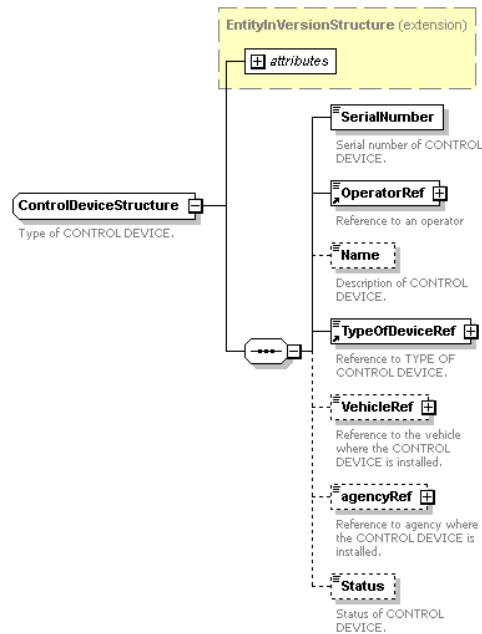 EntityInVersionStructure (extension)
attributes
SerialNumber
Serial number of CONTROL
DEVICE.
ControlDeviceStructure
Type of CONTROL DEVICE.
OperatorRef
Reference to an operator
Name
Description of CONTROL
DEVICE.
TypeOfDeviceRef
Reference to TYPE OF
CONTROL DEVICE.
VehicleRef
Reference to the vehicle
where the CONTROL
DEVICE is installed.
agencyRef
Reference to agency where
the CONTROL DEVICE is
installed.
Status
Status of CONTROL
DEVICE.